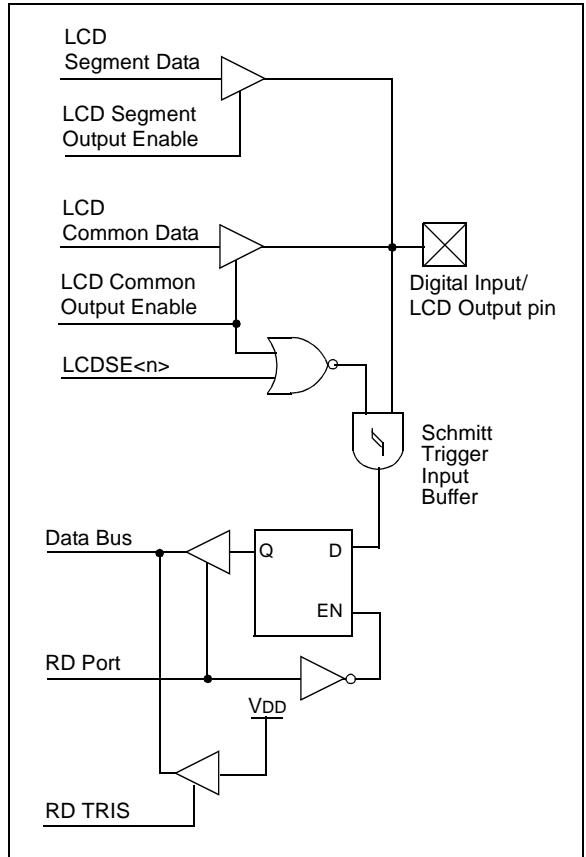 LCD
Segment Data
LCD Segment
Output Enable
LCD
Common Data
LCD Common
Output Enable
Digital Input/
LCD Output pin
LCDSE<n>
Schmitt
Trigger
Input
Buffer
Data Bus
Q
D
EN
RD Port
VDD
RD TRIS